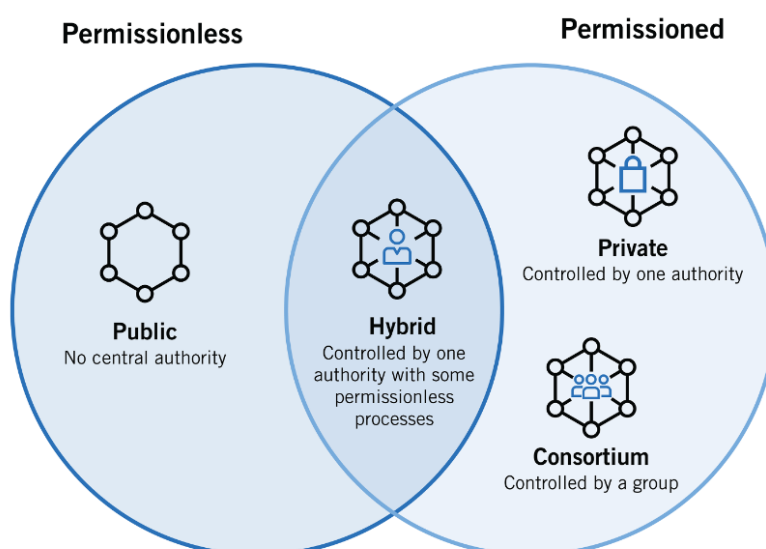 Permissionless
Permissioned
Public
No central authority
Hybrid
Controlled by one
authority with some
permissionless
processes
Private
Controlled by one authority
Consortium
Controlled by a group